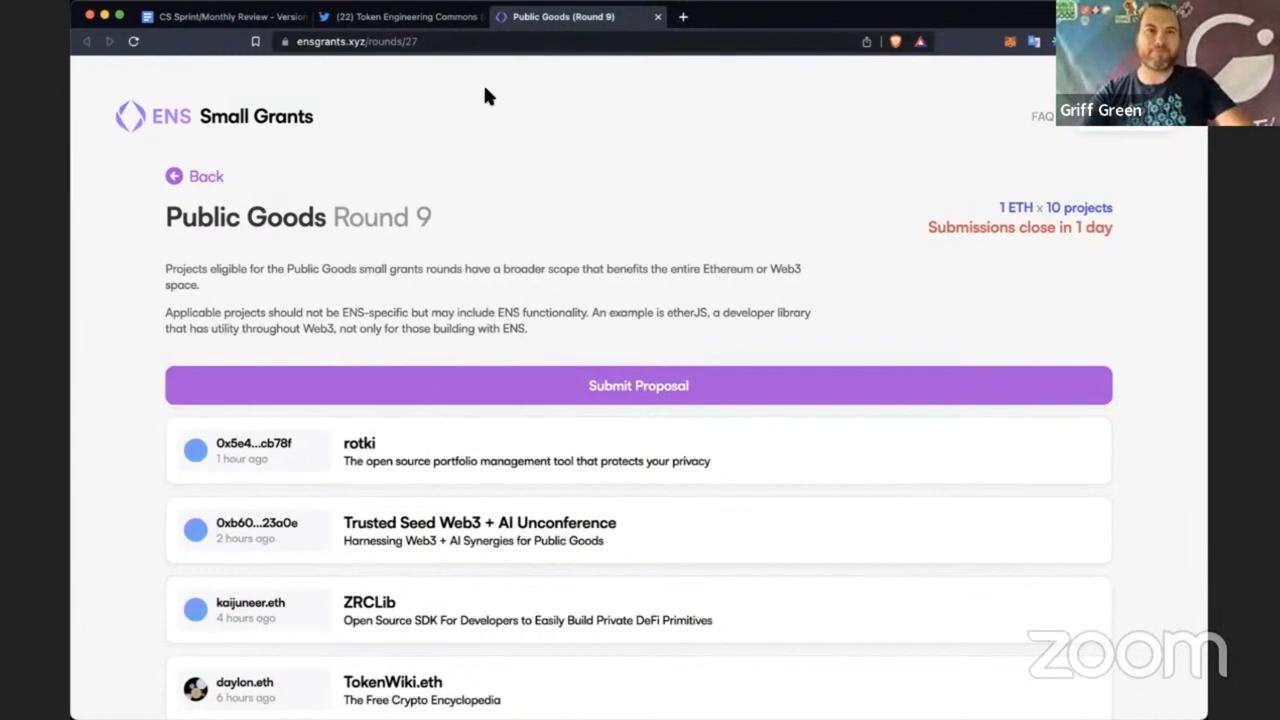 CS Sprint/Monthly Review - Version
(22) Token Engineering Commons (
Public Goods (Round 9)
ensgrants.xyz/rounds/27
Griff Green
ENS Small Grants
FAQ
Back
Public Goods Round 9
1 ETH x 10 projects
Submissions close in 1 day
Projects eligible for the Public Goods small grants rounds have a broader scope that benefits the entire Ethereum or Web3
space.
Applicable projects should not be ENS-specific but may include ENS functionality. An example is etherJS, a developer library
that has utility throughout Web3, not only for those building with ENS.
Submit Proposal
0x5e4...cb78f
1 hour ago
rotki
The open source portfolio management tool that protects your privacy
0xb60...23a0e
2 hours ago
Trusted Seed Web3 + AI Unconference
Harnessing Web3 + AI Synergies for Public Goods
kaijuneer.eth
4 hours ago
ZRCLib
Open Source SDK For Developers to Easily Build Private DeFi Primitives
daylon.eth
6 hours ago
TokenWiki.eth
The Free Crypto Encyclopedia
zoom